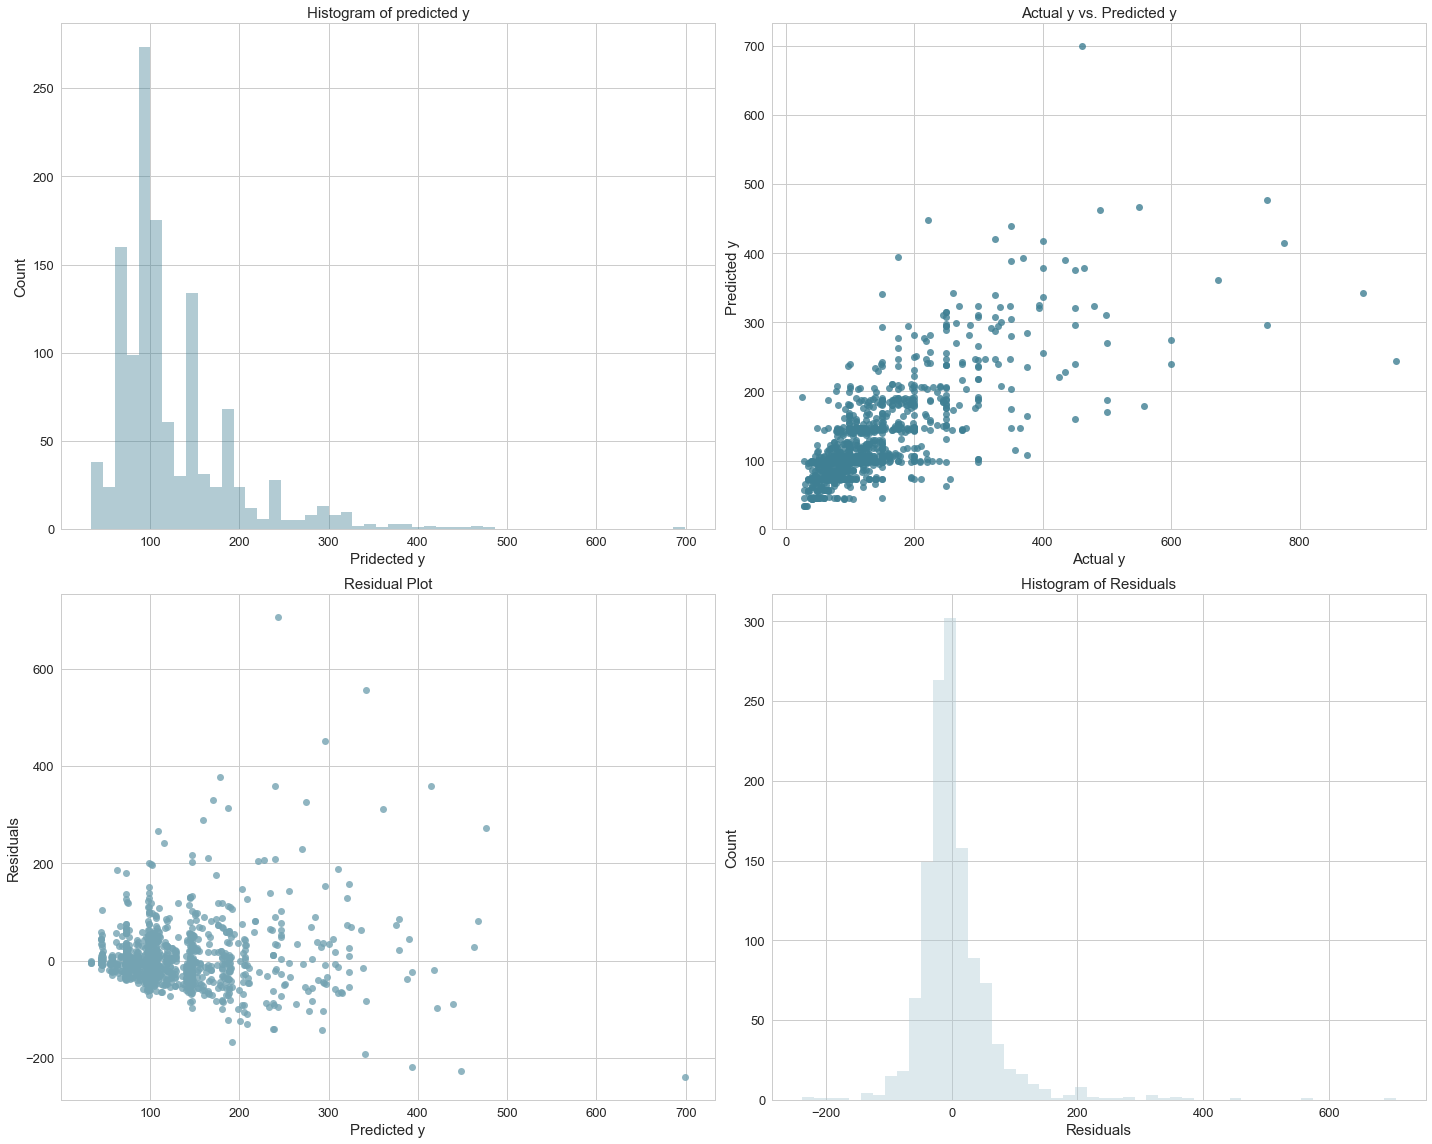 Histogram of predicted y
250
200
150
100
50
0
Count
100 200 300 400 500 600 700
Pridected y
Actual y vs. Predicted y
700
600
500
400
300
200
100
0
Predicted y
0 200 400 600 800
Actual y
Residual Plot
600
400
200
0
−200
Residuals
100 200 300 400 500 600 700
Predicted y
Histogram of Residuals
300
250
200
150
100
50
0
Count
−200 0 200 400 600
Residuals